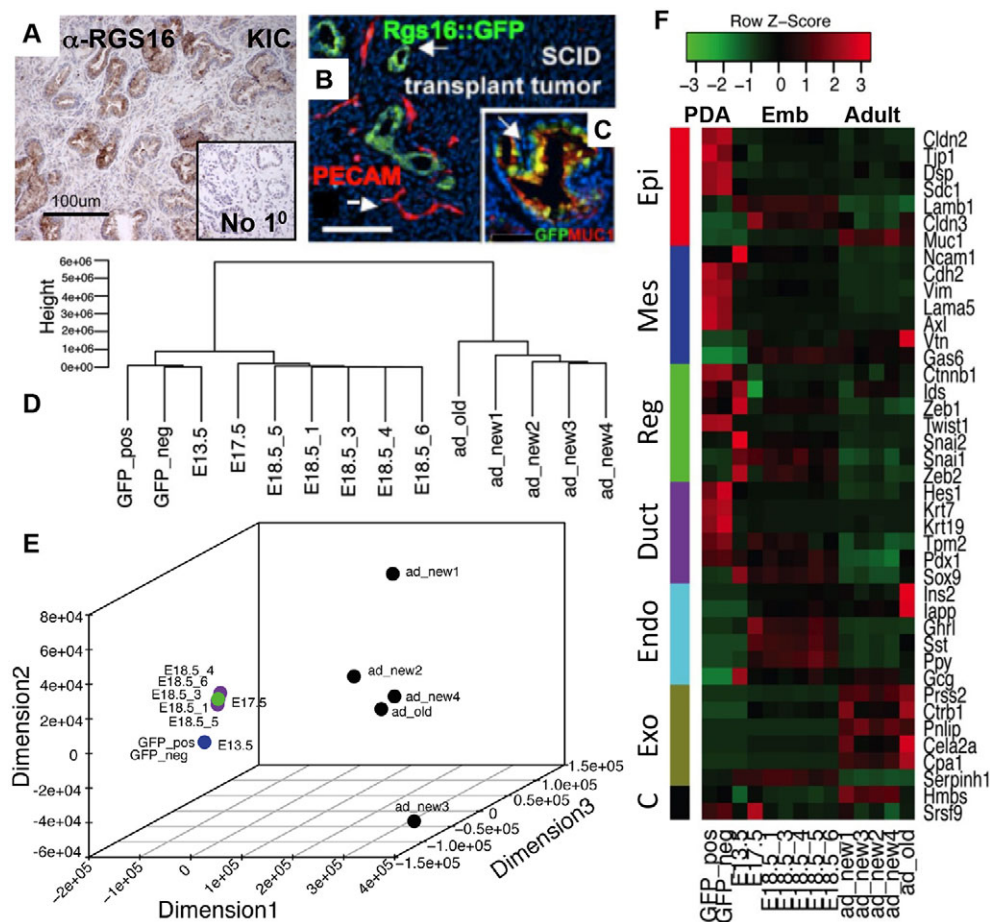 A
α-RGS16
KIC
100um
No 1⁰
B
Rgs16::GFP
SCID
transplant tumor
PECAM
C
GFPMUC1
D
Height
6e+06
5e+06
4e+06
3e+06
2e+06
1e+06
0e+00
GFP_pos
GFP_neg
E13.5
E17.5
E18.5_5
E18.5_1
E18.5_3
E18.5_4
E18.5_6
ad_old
ad_new1
ad_new2
ad_new3
ad_new4
E
Dimension2
8e+04
6e+04
4e+04
2e+04
0
-2e+04
-4e+04
-6e+04
ad_new1
ad_new2
ad_new4
ad_old
ad_new3
E18.5_4
E18.5_6
E18.5_3
E18.5_1
E18.5_5
E17.5
GFP_pos
GFP_neg
E13.5
-2e+05
-1e+05
0
1e+05
2e+05
3e+05
4e+05
Dimension1
1.5e+05
1.0e+05
0.5e+05
0
-0.5e+05
-1.0e+05
-1.5e+05
Dimension3
F
Row Z-Score
-3 -2 -1 0 1 2 3
PDA Emb Adult
Epi
Mes
Reg
Duct
Endo
Exo
C
Cldn2
Tjp1
Dsp
Sdc1
Lamb1
Cldn3
Muc1
Ncam1
Cdh2
Vim
Lama5
Axl
Vtn
Gas6
Ctnnb1
Ids
Zeb1
Twist1
Snai2
Snai1
Zeb2
Hes1
Krt7
Krt19
Tpm2
Pdx1
Sox9
Ins2
Iapp
Ghrl
Sst
Ppy
Gcg
Prss2
Ctrb1
Pnlip
Cela2a
Cpa1
Serpinh1
Hmbs
Srsf9
GFP_pos
GFP_neg
E13.5
E17.5
E18.5_1
E18.5_3
E18.5_4
E18.5_5
E18.5_6
ad_new1
ad_new3
ad_new2
ad_new4
ad_old